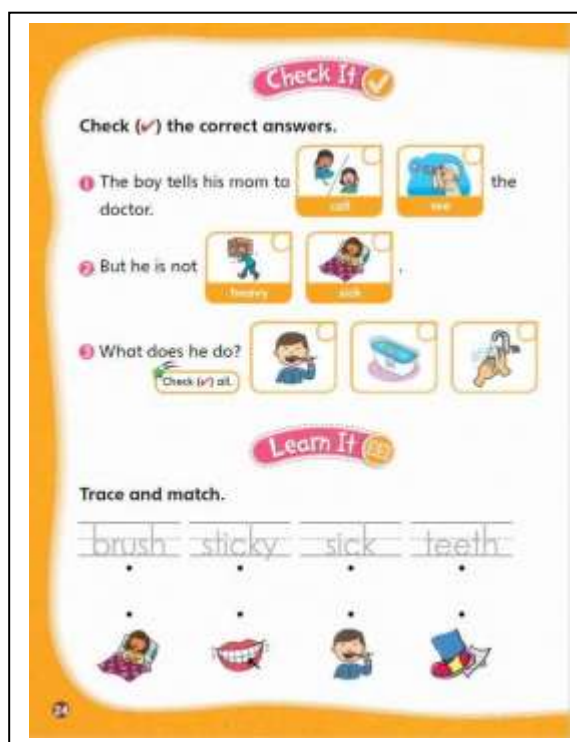 Check It
Check (✔) the correct answers.
1 The boy tells his mom to call see the
doctor.
2 But he is not heavy sick .
3 What does he do?
Check (✔) all.
Learn It
Trace and match.
brush sticky sick teeth
24